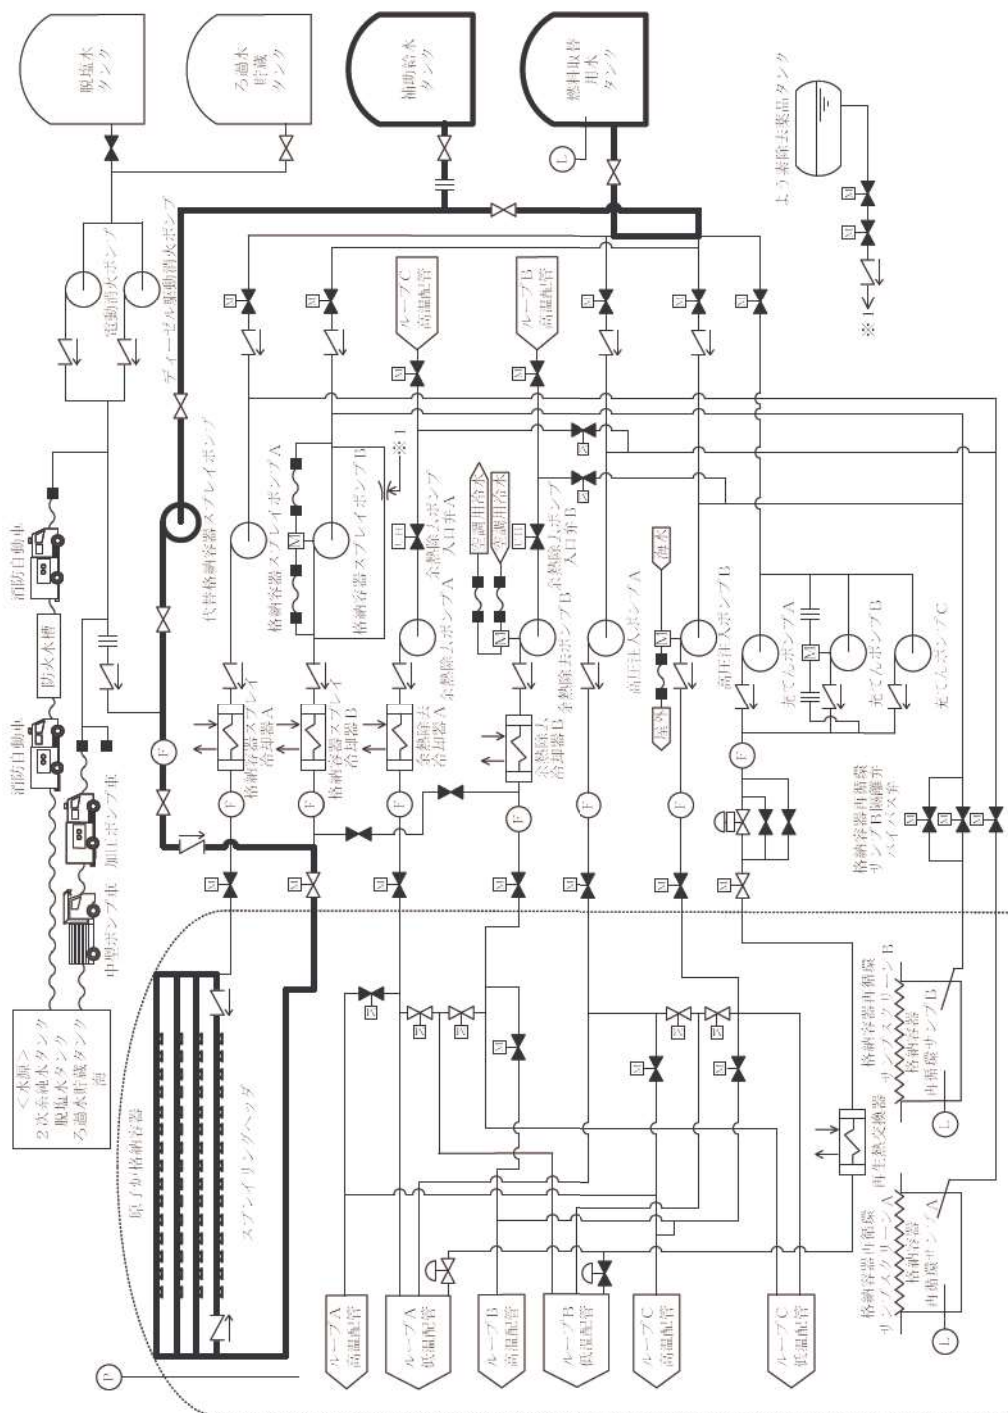 脱塩水
タンク
ろ過水
貯蔵
タンク
補助給水
タンク
燃料取替
用水
タンク
L
よう素除去薬品タンク
M
M
※1
電動消火ポンプ
ディーゼル駆動消火ポンプ
消防自動車
防火水槽
消防自動車
加圧ポンプ車
中型ポンプ車
<水源>
2次系純水タンク
脱塩水タンク
ろ過水貯蔵タンク
海
F
M
M
ループC
高温配管
ループB
高温配管
M
M
M
M
M
代替格納容器スプレイポンプ
格納容器スプレイポンプA
M
格納容器スプレイポンプB
※1
余熱除去ポンプA
余熱除去ポンプ
入口弁A
空調用冷水
空調用冷水
M
余熱除去ポンプB
余熱除去ポンプ
入口弁B
高圧注入ポンプA
海水
M
屋外
高圧注入ポンプB
充てんポンプA
M
充てんポンプB
充てんポンプC
格納容器スプレイ
冷却器A
格納容器スプレイ
冷却器B
余熱除去
冷却器A
余熱除去
冷却器B
F
F
F
F
F
F
F
M
M
M
M
M
M
M
格納容器再循環
サンプB隔離弁
バイパス弁
M
M
M
原子炉格納容器
スプレイリングヘッダ
M
M
M
再生熱交換器
格納容器再循環
サンプスクリーンB
格納容器
再循環サンプB
L
格納容器再循環
サンプスクリーンA
格納容器
再循環サンプA
L
P
ループA
高温配管
ループA
低温配管
ループB
高温配管
ループB
低温配管
ループC
高温配管
ループC
低温配管